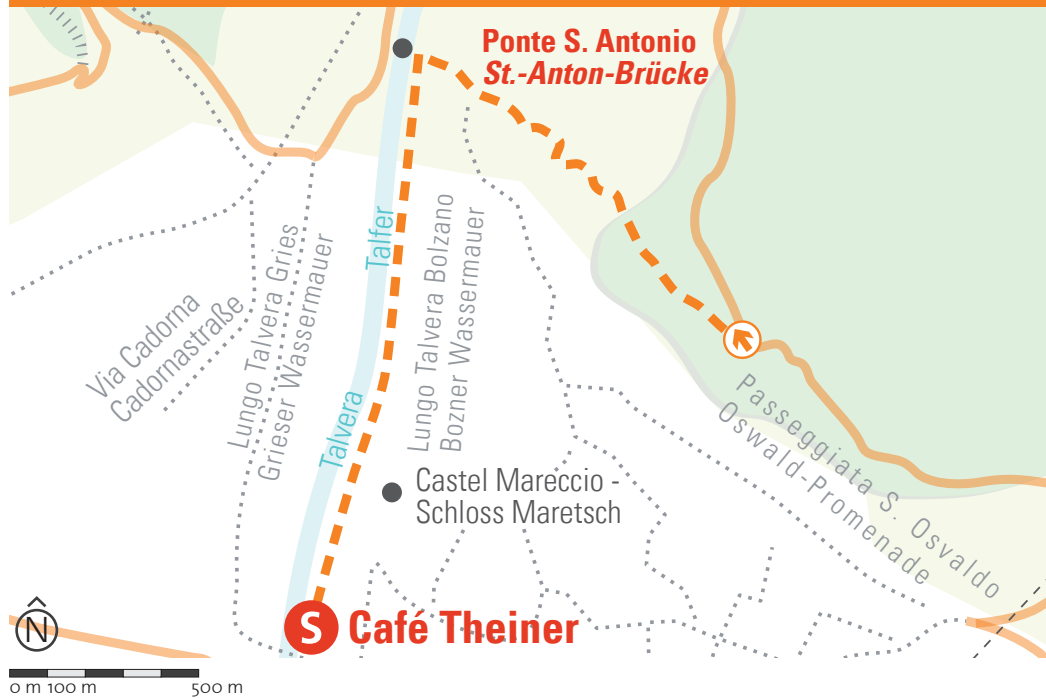 Ponte S. Antonio
St.-Anton-Brücke
Talfer
Talvera
Lungo Talvera Gries
Grieser Wassermauer
Lungo Talvera Bolzano
Bozner Wassermauer
Via Cadorna
Cadornastraße
Passeggiata S. Osvaldo
Oswald-Promenade
Castel Mareccio -
Schloss Maretsch
S Café Theiner
N
0 m 100 m 500 m